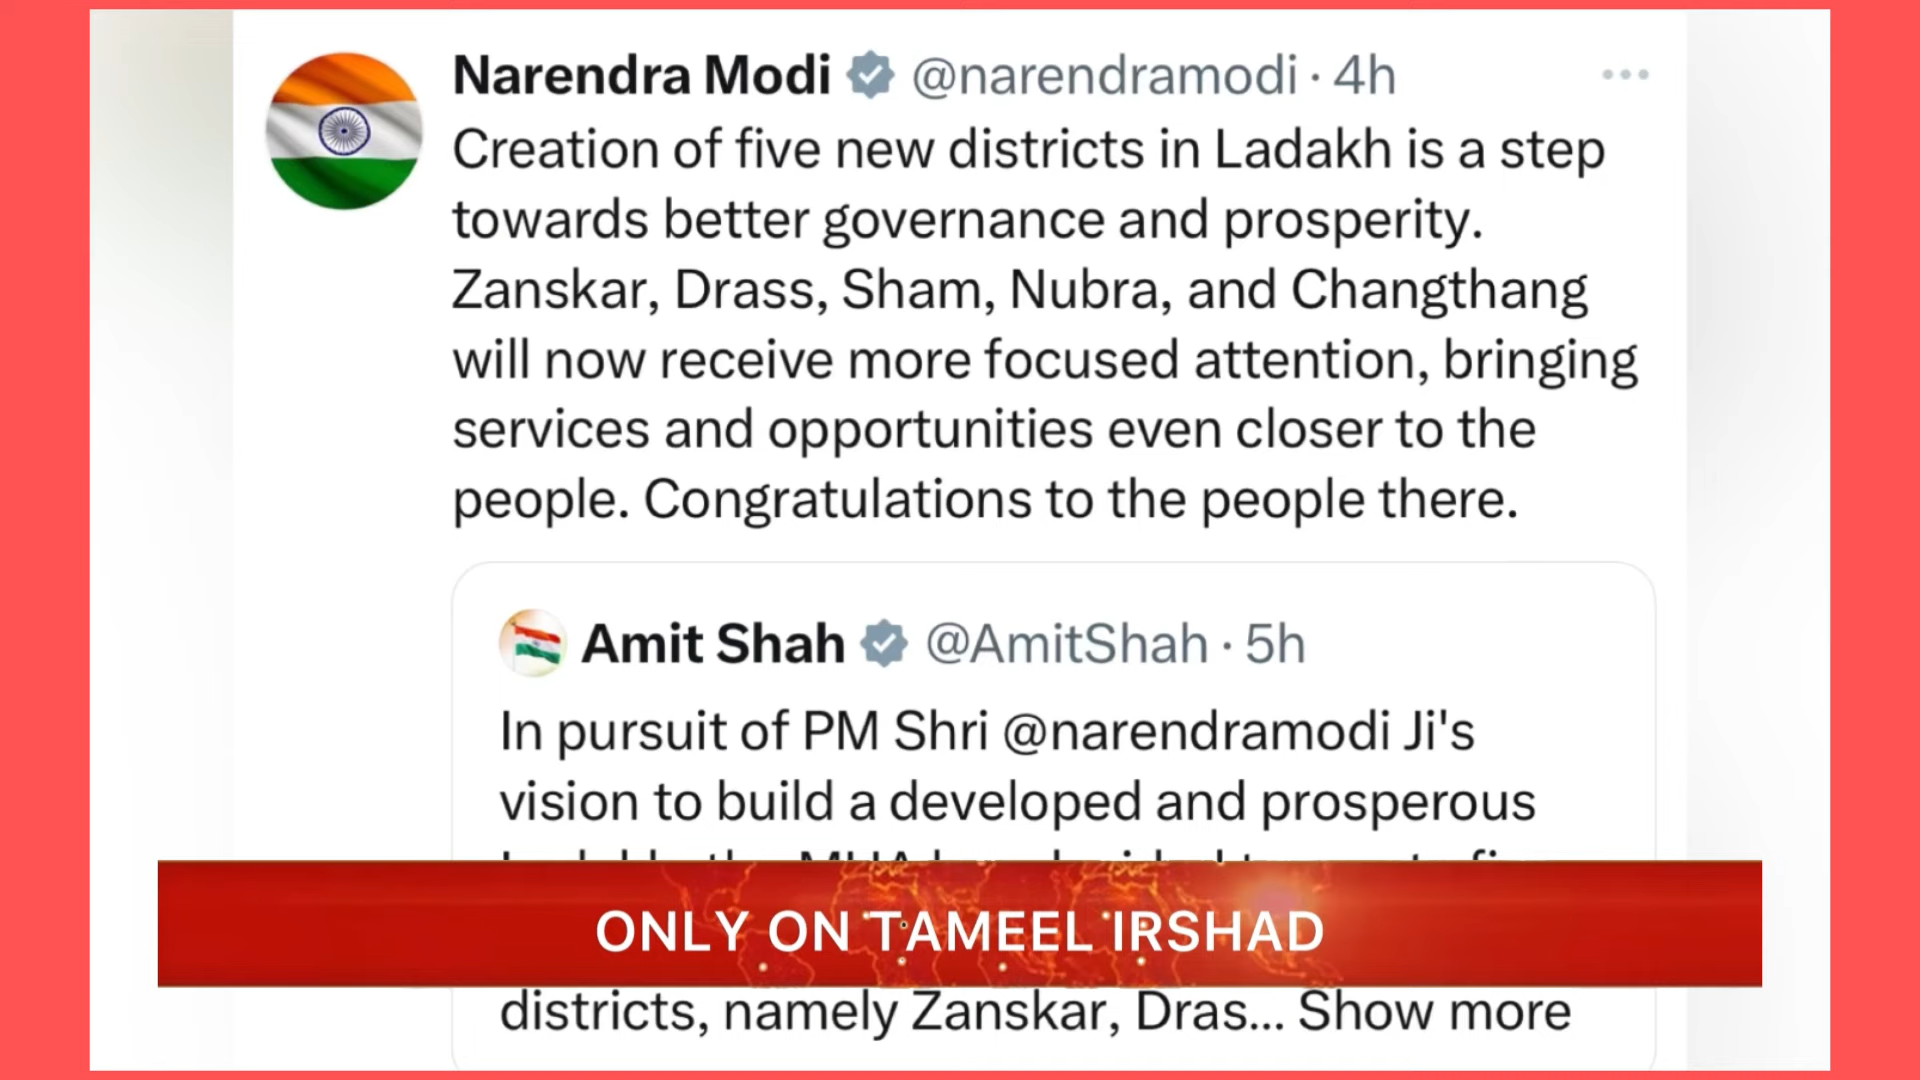 Narendra Modi @narendramodi · 4h
Creation of five new districts in Ladakh is a step
towards better governance and prosperity.
Zanskar, Drass, Sham, Nubra, and Changthang
will now receive more focused attention, bringing
services and opportunities even closer to the
people. Congratulations to the people there.
Amit Shah @AmitShah · 5h
In pursuit of PM Shri @narendramodi Ji's
vision to build a developed and prosperous
ONLY ON TAMEEL IRSHAD
districts, namely Zanskar, Dras... Show more